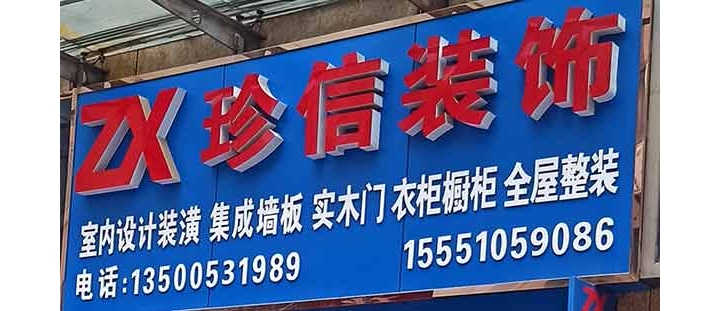 ZX 珍信装饰
室内设计装潢 集成墙板 实木门 衣柜橱柜 全屋整装
电话:13500531989 15551059086
ZX